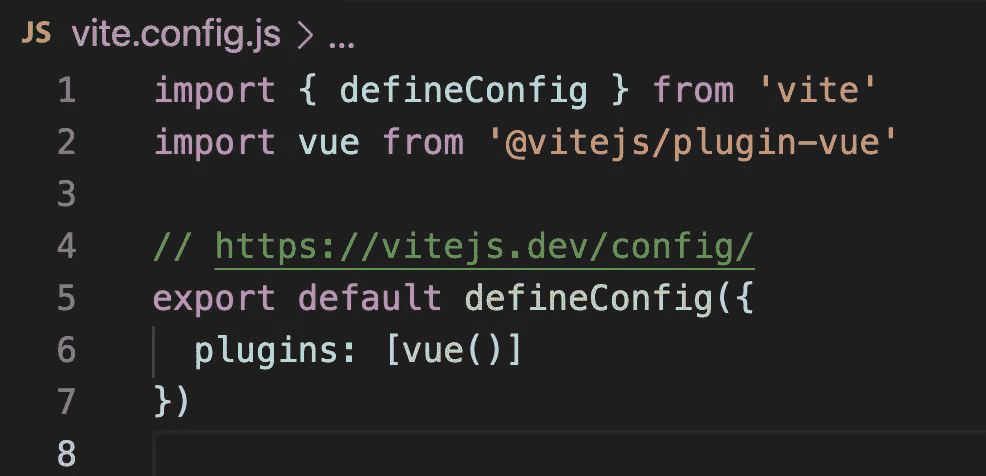 JS vite.config.js > ...
1 import { defineConfig } from 'vite'
2 import vue from '@vitejs/plugin-vue'
3
4 // https://vitejs.dev/config/
5 export default defineConfig({
6   plugins: [vue()]
7 })
8